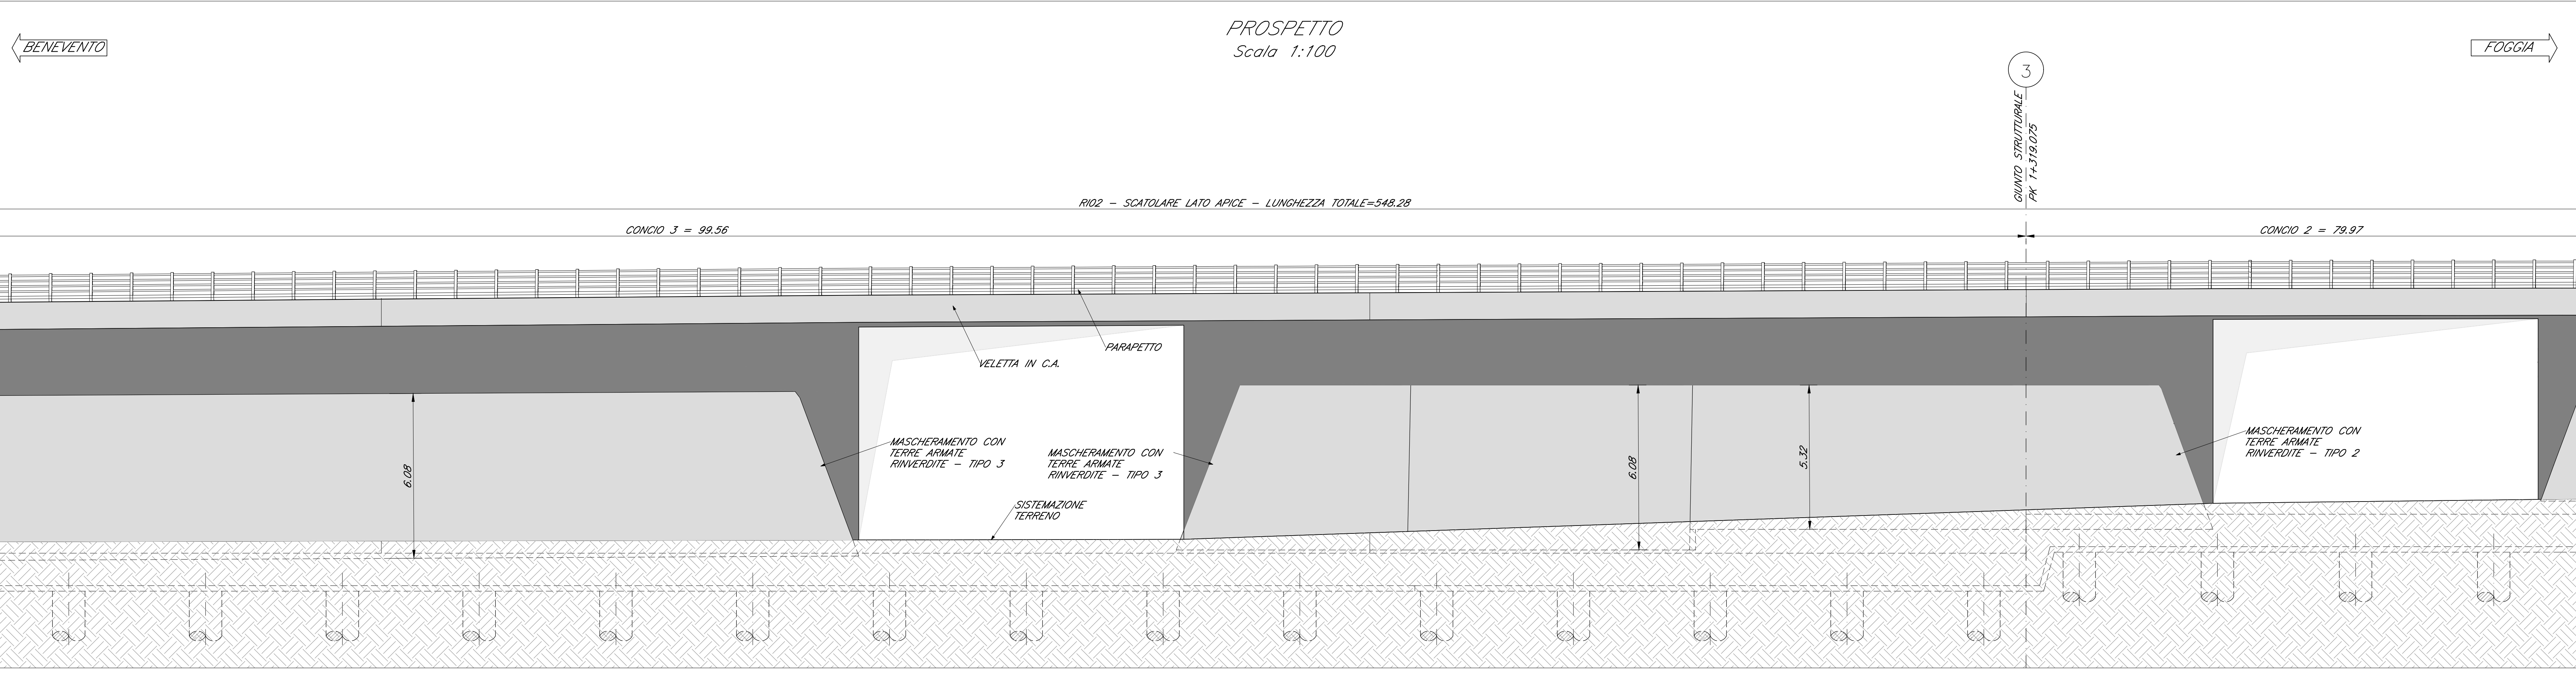 PROSPETTO
Scala 1:100
BENEVENTO
FOGGIA
3
GIUNTO STRUTTURALE
PK 1+319.075
RI02 - SCATOLARE LATO APICE - LUNGHEZZA TOTALE=548.28
CONCIO 3 = 99.56
CONCIO 2 = 79.97
PARAPETTO
VELETTA IN C.A.
MASCHERAMENTO CON
TERRE ARMATE
RINVERDITE - TIPO 3
MASCHERAMENTO CON
TERRE ARMATE
RINVERDITE - TIPO 3
MASCHERAMENTO CON
TERRE ARMATE
RINVERDITE - TIPO 2
6.08
6.08
5.32
SISTEMAZIONE
TERRENO